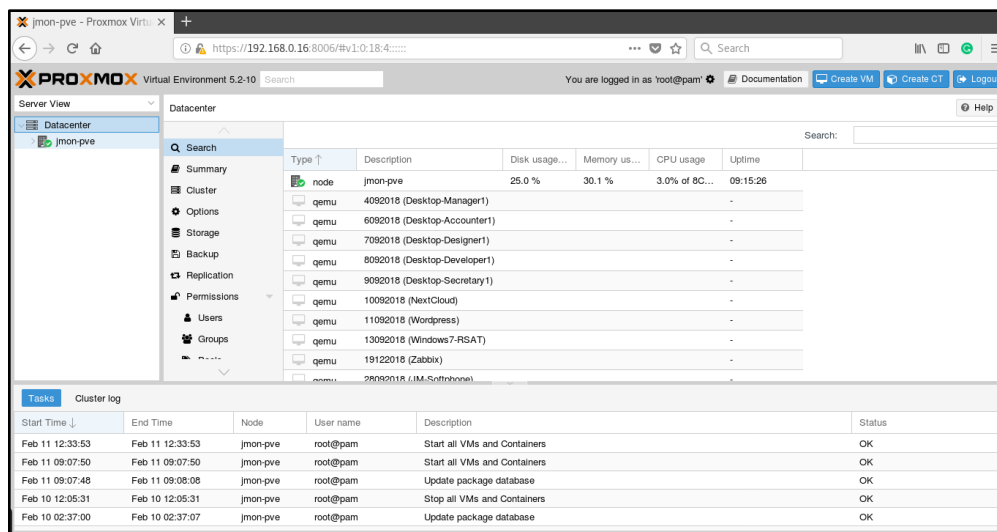 jmon-pve - Proxmox Virtu
https://192.168.0.16:8006/#v1:0:18:4::::::
Search
PROXMOX Virtual Environment 5.2-10 Search You are logged in as 'root@pam' Documentation Create VM Create CT Logou
Server View
Datacenter
jmon-pve
Datacenter
Help
Search
Summary
Cluster
Options
Storage
Backup
Replication
Permissions
Users
Groups
Search:
Type Description Disk usage... Memory us... CPU usage Uptime
node jmon-pve 25.0 % 30.1 % 3.0% of 8C... 09:15:26
qemu 4092018 (Desktop-Manager1) -
qemu 6092018 (Desktop-Accounter1) -
qemu 7092018 (Desktop-Designer1) -
qemu 8092018 (Desktop-Developer1) -
qemu 9092018 (Desktop-Secretary1) -
qemu 10092018 (NextCloud) -
qemu 11092018 (Wordpress) -
qemu 13092018 (Windows7-RSAT) -
qemu 19122018 (Zabbix) -
qemu 28092018 (JM-Softphone)
Tasks Cluster log
Start Time End Time Node User name Description Status
Feb 11 12:33:53 Feb 11 12:33:53 jmon-pve root@pam Start all VMs and Containers OK
Feb 11 09:07:50 Feb 11 09:07:50 jmon-pve root@pam Start all VMs and Containers OK
Feb 11 09:07:48 Feb 11 09:08:08 jmon-pve root@pam Update package database OK
Feb 10 12:05:31 Feb 10 12:05:31 jmon-pve root@pam Stop all VMs and Containers OK
Feb 10 02:37:00 Feb 10 02:37:07 jmon-pve root@pam Update package database OK